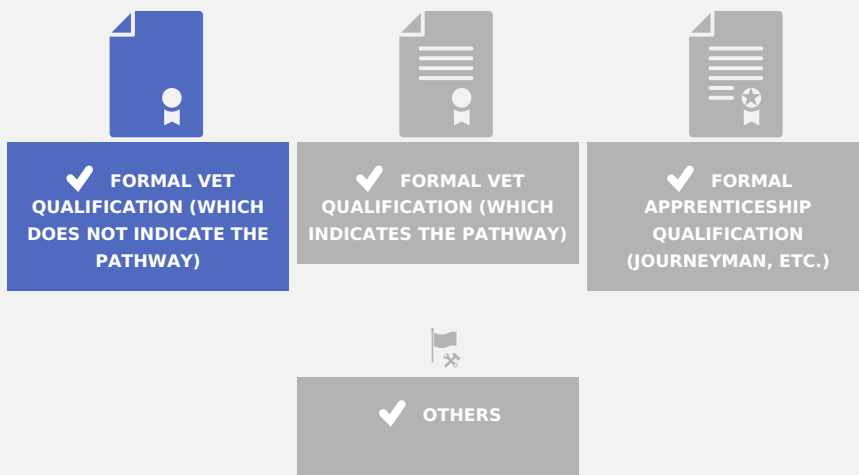 FORMAL VET
QUALIFICATION (WHICH
DOES NOT INDICATE THE
PATHWAY)
FORMAL VET
QUALIFICATION (WHICH
INDICATES THE PATHWAY)
FORMAL
APPRENTICESHIP
QUALIFICATION
(JOURNEYMAN, ETC.)
OTHERS